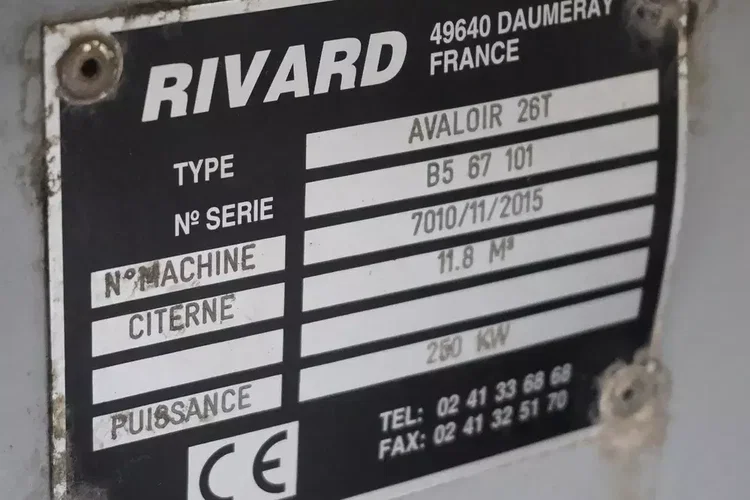 RIVARD
49640 DAUMERAY
FRANCE
TYPE AVALOIR 26T
Nº SERIE B5 67 101
N°MACHINE 7010/11/2015
CITERNE 11.8 M³
PUISSANCE 250 KW
TEL: 02 41 33 68 68
FAX: 02 41 32 51 70
CE